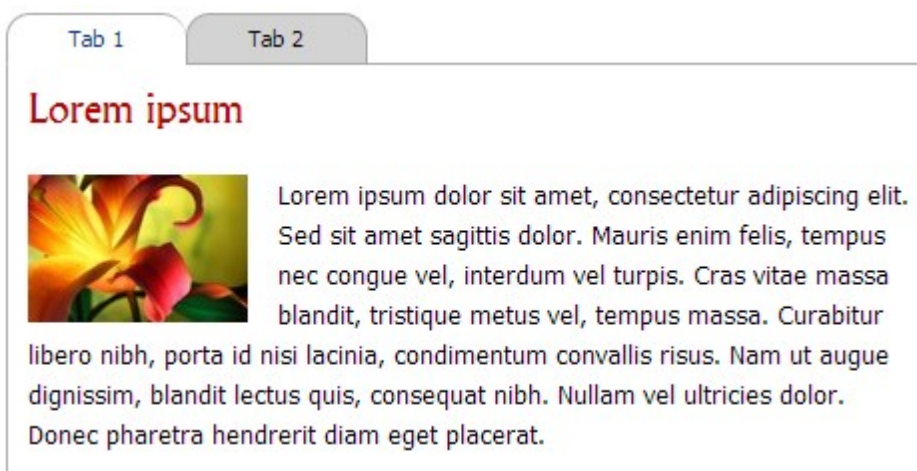 Tab 1 Tab 2
Lorem ipsum
Lorem ipsum dolor sit amet, consectetur adipiscing elit.
Sed sit amet sagittis dolor. Mauris enim felis, tempus
nec congue vel, interdum vel turpis. Cras vitae massa
blandit, tristique metus vel, tempus massa. Curabitur
libero nibh, porta id nisi lacinia, condimentum convallis risus. Nam ut augue
dignissim, blandit lectus quis, consequat nibh. Nullam vel ultricies dolor.
Donec pharetra hendrerit diam eget placerat.